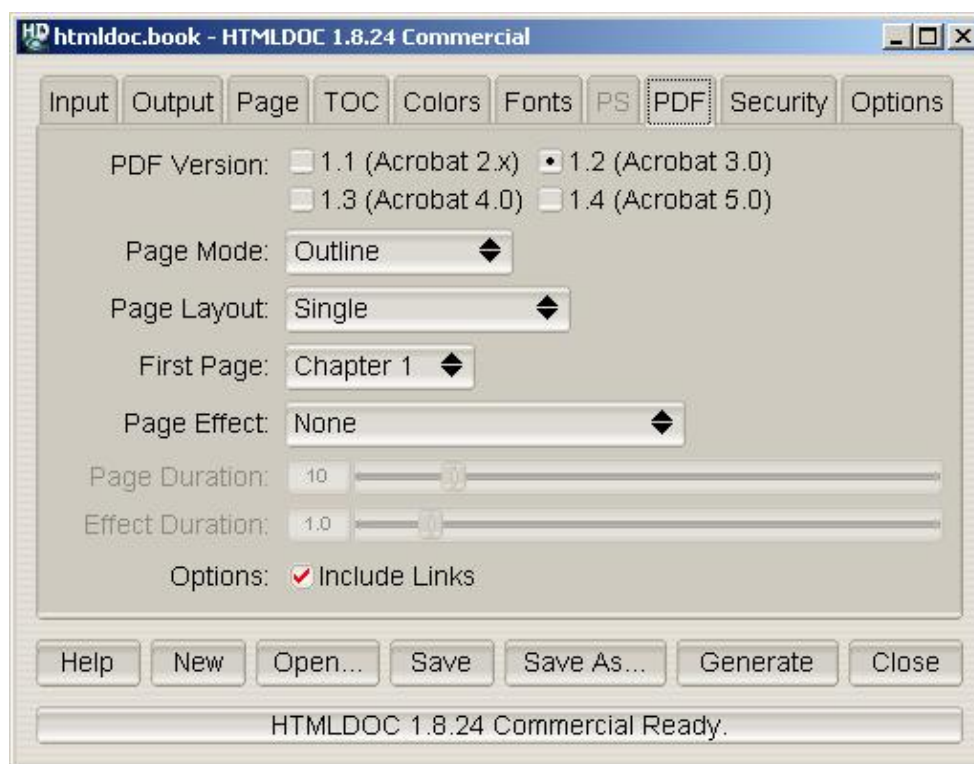 htmldoc.book - HTMLDOC 1.8.24 Commercial
Input Output Page TOC Colors Fonts PS PDF Security Options
PDF Version: 1.1 (Acrobat 2.x) 1.2 (Acrobat 3.0)
1.3 (Acrobat 4.0) 1.4 (Acrobat 5.0)
Page Mode: Outline
Page Layout: Single
First Page: Chapter 1
Page Effect: None
Page Duration: 10
Effect Duration: 1.0
Options: Include Links
Help New Open... Save Save As... Generate Close
HTMLDOC 1.8.24 Commercial Ready.